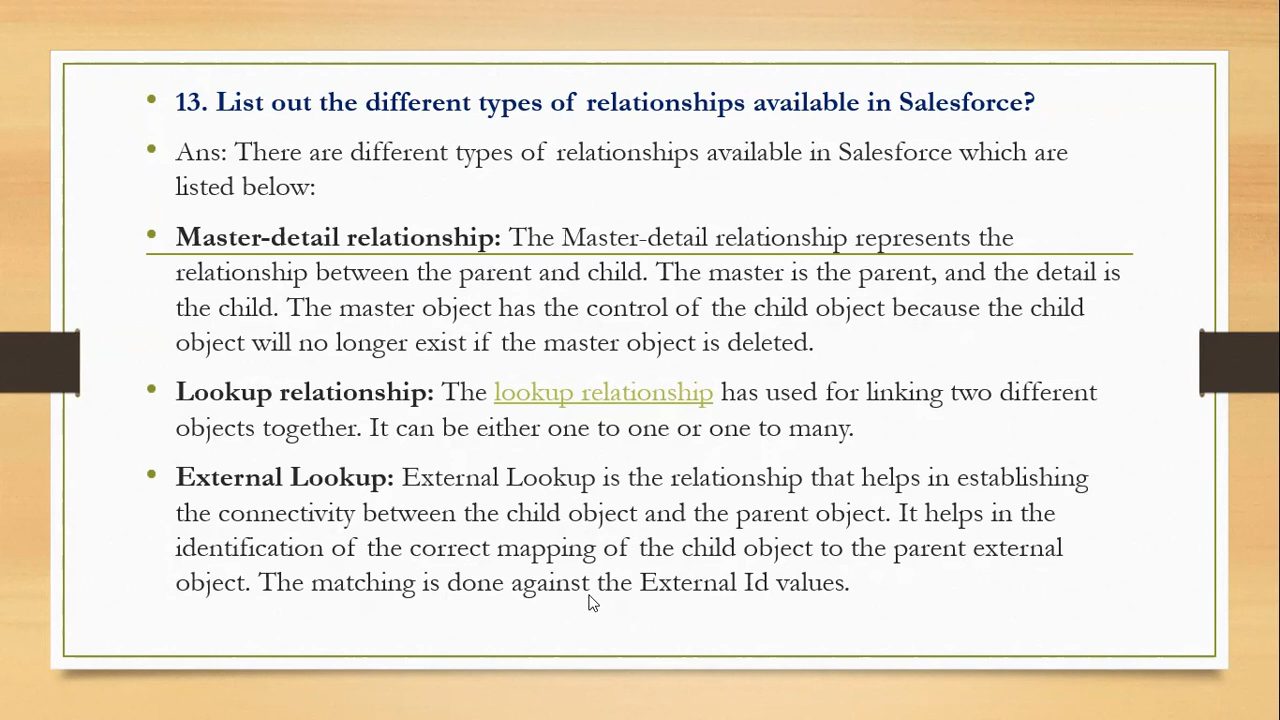 • 13. List out the different types of relationships available in Salesforce?
• Ans: There are different types of relationships available in Salesforce which are
listed below:
• Master-detail relationship: The Master-detail relationship represents the
relationship between the parent and child. The master is the parent, and the detail is
the child. The master object has the control of the child object because the child
object will no longer exist if the master object is deleted.
• Lookup relationship: The lookup relationship has used for linking two different
objects together. It can be either one to one or one to many.
• External Lookup: External Lookup is the relationship that helps in establishing
the connectivity between the child object and the parent object. It helps in the
identification of the correct mapping of the child object to the parent external
object. The matching is done against the External Id values.